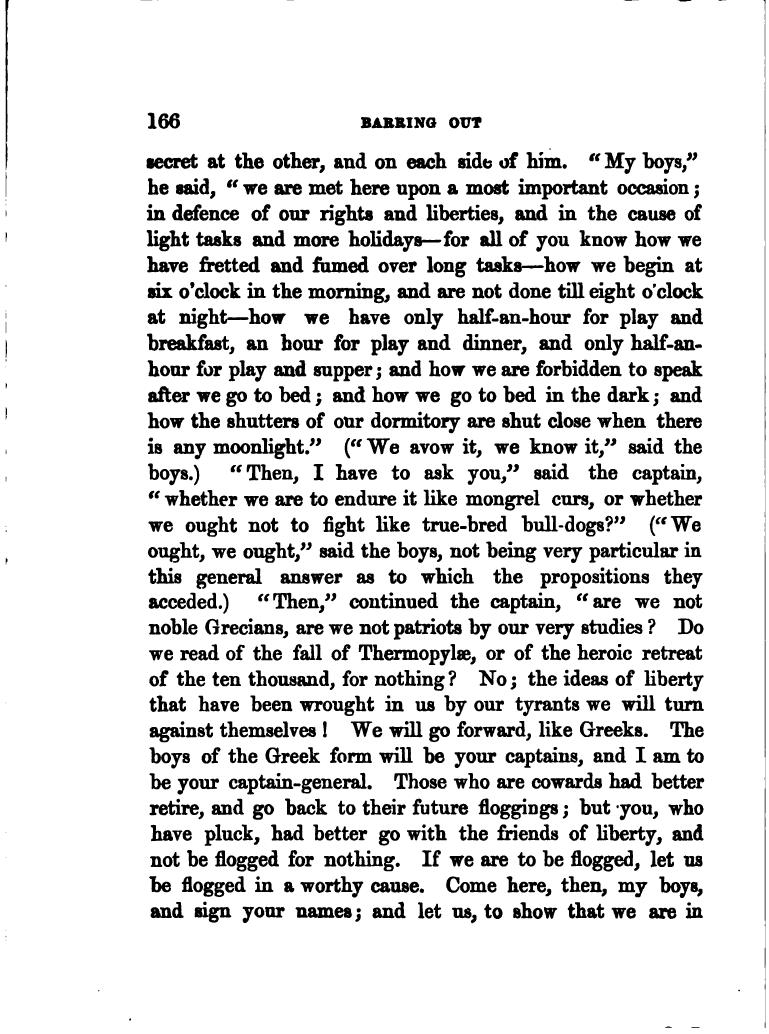 166 BARRING OUT
secret at the other, and on each side of him. “My boys,”
he said, “we are met here upon a most important occasion;
in defence of our rights and liberties, and in the cause of
light tasks and more holidays—for all of you know how we
have fretted and fumed over long tasks—how we begin at
six o'clock in the morning, and are not done till eight o'clock
at night—how we have only half-an-hour for play and
breakfast, an hour for play and dinner, and only half-an-
hour for play and supper; and how we are forbidden to speak
after we go to bed; and how we go to bed in the dark; and
how the shutters of our dormitory are shut close when there
is any moonlight.” (“We avow it, we know it,” said the
boys.) “Then, I have to ask you,” said the captain,
“whether we are to endure it like mongrel curs, or whether
we ought not to fight like true-bred bull-dogs?” (“We
ought, we ought,” said the boys, not being very particular in
this general answer as to which the propositions they
acceded.) “Then,” continued the captain, “are we not
noble Grecians, are we not patriots by our very studies? Do
we read of the fall of Thermopylæ, or of the heroic retreat
of the ten thousand, for nothing? No; the ideas of liberty
that have been wrought in us by our tyrants we will turn
against themselves! We will go forward, like Greeks. The
boys of the Greek form will be your captains, and I am to
be your captain-general. Those who are cowards had better
retire, and go back to their future floggings; but you, who
have pluck, had better go with the friends of liberty, and
not be flogged for nothing. If we are to be flogged, let us
be flogged in a worthy cause. Come here, then, my boys,
and sign your names; and let us, to show that we are in